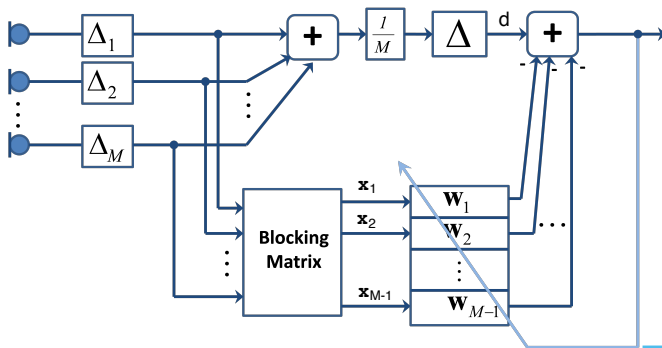 Δ1
+
1/M
Δ
d
+
Δ2
-
-
-
ΔM
x1
w1
x2
w2
Blocking
Matrix
xM-1
wM-1